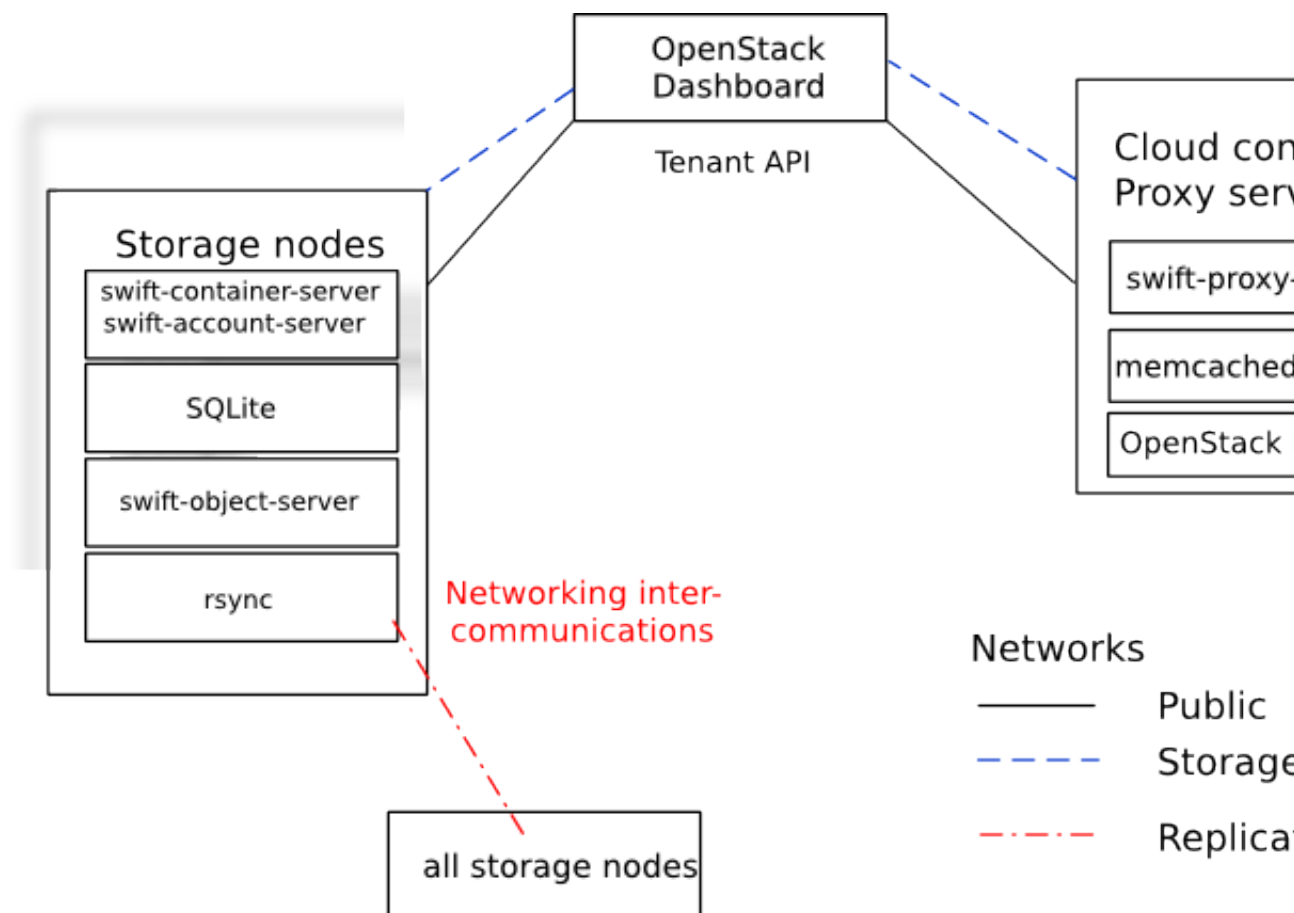 OpenStack
Dashboard
Tenant API
Storage nodes
swift-container-server
swift-account-server
SQLite
swift-object-server
rsync
Networking inter-
communications
all storage nodes
Cloud con
Proxy serv
swift-proxy-
memcached
OpenStack
Networks
Public
Storage
Replicat